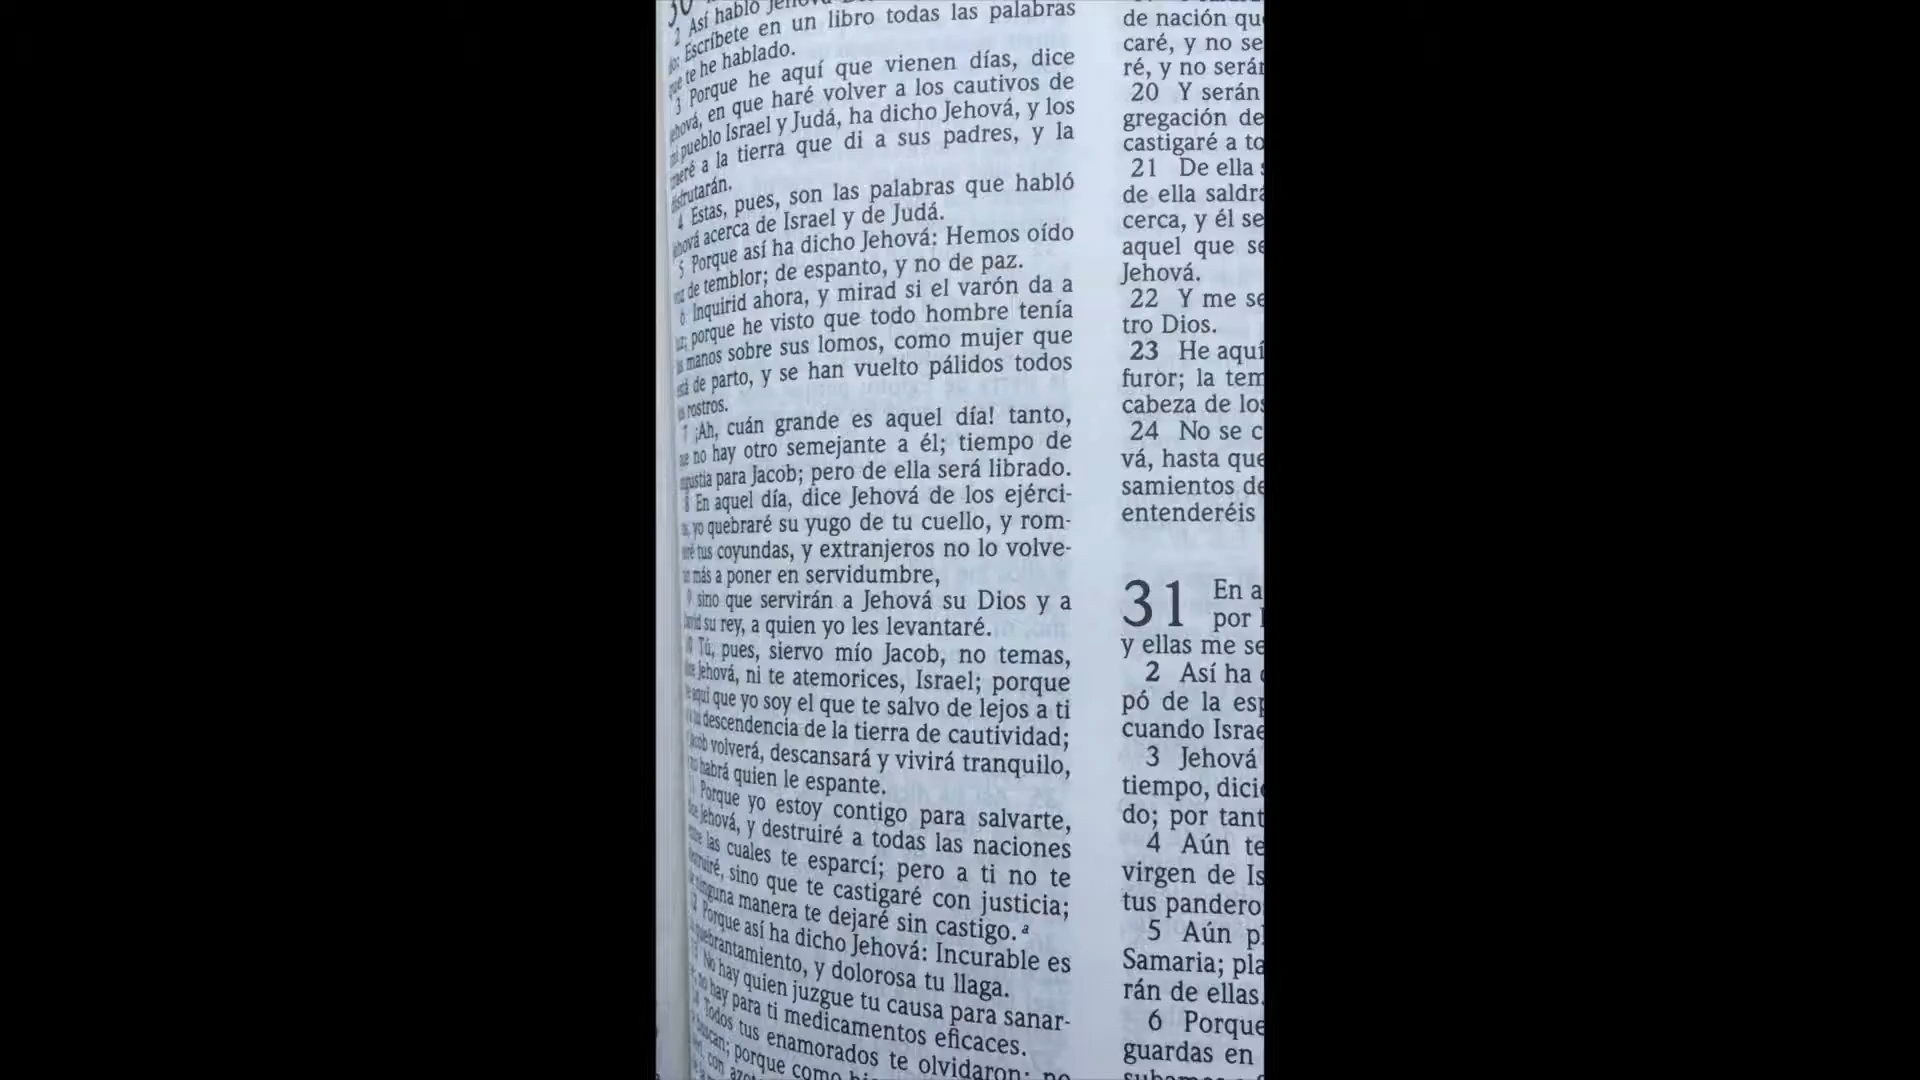 30
2 Así habló Jehová
Escríbete en un libro todas las palabras
que te he hablado.
3 Porque he aquí que vienen días, dice
Jehová, en que haré volver a los cautivos de
mi pueblo Israel y Judá, ha dicho Jehová, y los
traeré a la tierra que di a sus padres, y la
disfrutarán.
4 Estas, pues, son las palabras que habló
Jehová acerca de Israel y de Judá.
5 Porque así ha dicho Jehová: Hemos oído
voz de temblor; de espanto, y no de paz.
6 Inquirid ahora, y mirad si el varón da a
luz; porque he visto que todo hombre tenía
las manos sobre sus lomos, como mujer que
está de parto, y se han vuelto pálidos todos
los rostros.
7 ¡Ah, cuán grande es aquel día! tanto,
que no hay otro semejante a él; tiempo de
angustia para Jacob; pero de ella será librado.
8 En aquel día, dice Jehová de los ejérci-
tos, yo quebraré su yugo de tu cuello, y rom-
peré tus coyundas, y extranjeros no lo volve-
rán más a poner en servidumbre,
9 sino que servirán a Jehová su Dios y a
David su rey, a quien yo les levantaré.
10 Tú, pues, siervo mío Jacob, no temas,
dice Jehová, ni te atemorices, Israel; porque
he aquí que yo soy el que te salvo de lejos a ti
y a tu descendencia de la tierra de cautividad;
Jacob volverá, descansará y vivirá tranquilo,
y no habrá quien le espante.
11 Porque yo estoy contigo para salvarte,
dice Jehová, y destruiré a todas las naciones
entre las cuales te esparcí; pero a ti no te
destruiré, sino que te castigaré con justicia;
de ninguna manera te dejaré sin castigo.ª
12 Porque así ha dicho Jehová: Incurable es
tu quebrantamiento, y dolorosa tu llaga.
13 No hay quien juzgue tu causa para sanar-
te; no hay para ti medicamentos eficaces.
14 Todos tus enamorados te olvidaron; no
te buscan; porque como
de nación qu
caré, y no se
ré, y no serán
20 Y serán
gregación de
castigaré a to
21 De ella s
de ella saldrá
cerca, y él se
aquel que se
Jehová.
22 Y me se
tro Dios.
23 He aquí
furor; la tem
cabeza de los
24 No se c
vá, hasta que
samientos de
entenderéis
31 En a
por
y ellas me se
2 Así ha
pó de la esp
cuando Israe
3 Jehová
tiempo, dicie
do; por tant
4 Aún te
virgen de Is
tus pandero
5 Aún pl
Samaria; pla
rán de ellas.
6 Porque
guardas en